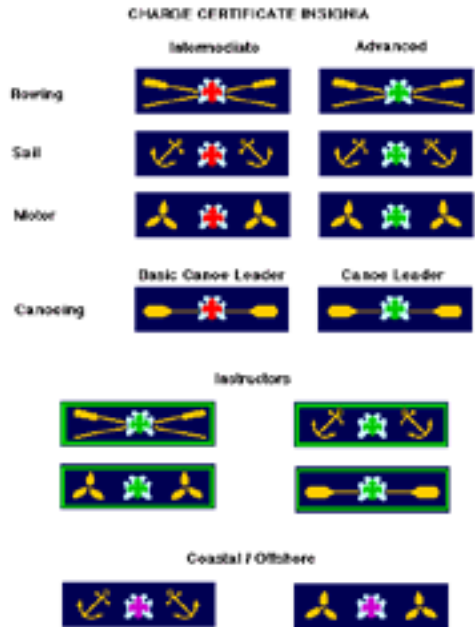 CHARGE CERTIFICATE INSIGNIA
Intermediate Advanced
Rowing
Sail
Motor
Basic Canoe Leader Canoe Leader
Canoeing
Instructors
Coastal / Offshore